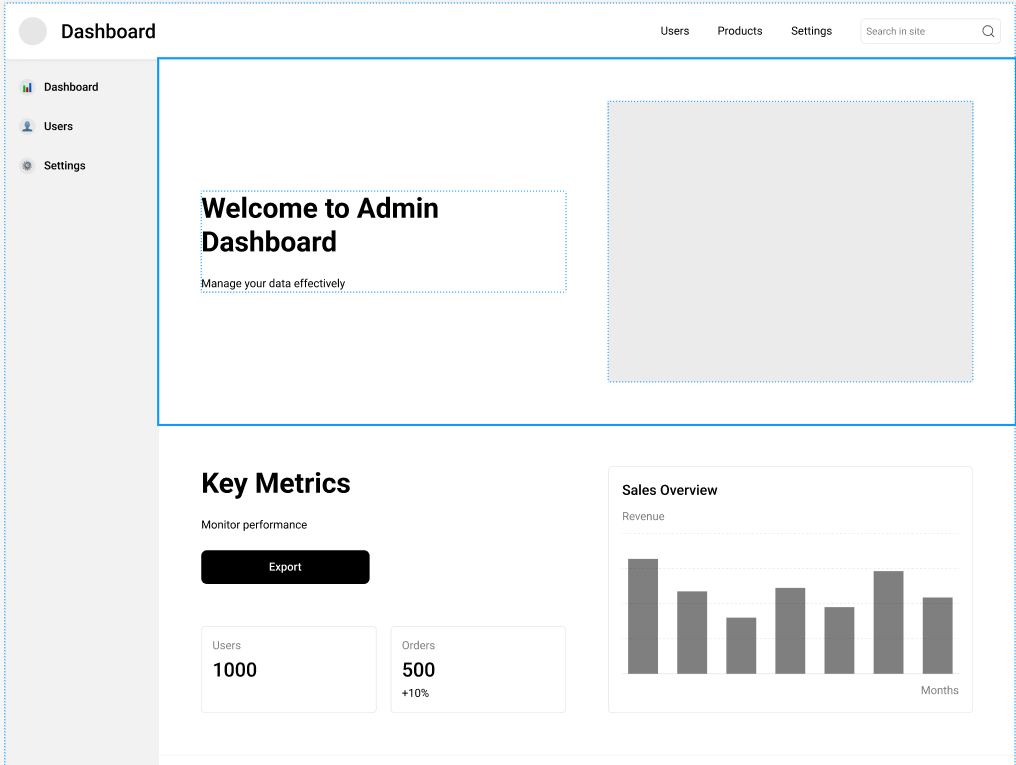 Dashboard
Users
Products
Settings
Search in site
Dashboard
Users
Settings
Welcome to Admin
Dashboard
Manage your data effectively
Key Metrics
Monitor performance
Export
Users
1000
Orders
500
+10%
Sales Overview
Revenue
Months